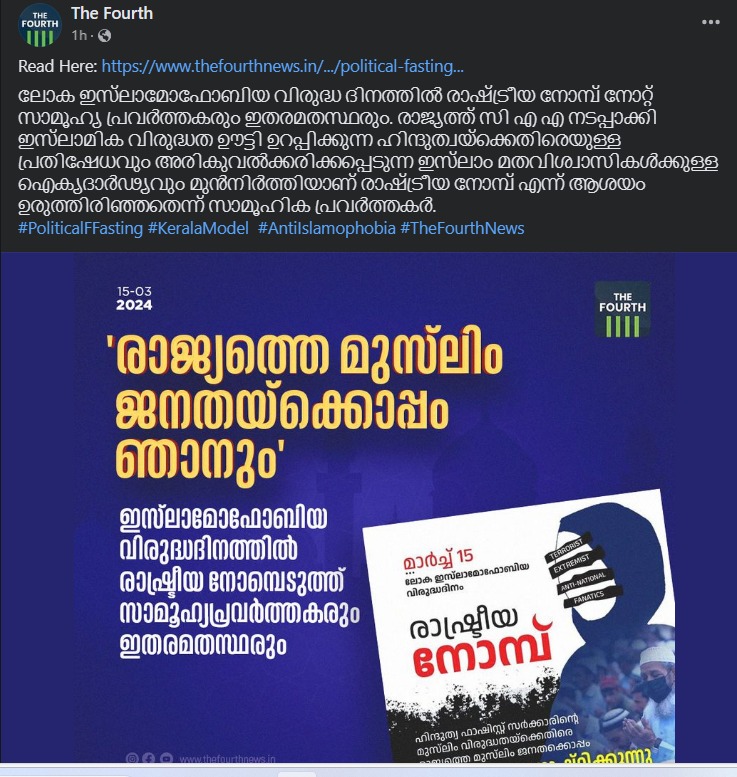 The Fourth
1h ·
Read Here: https://www.thefourthnews.in/.../political-fasting...
ലോക ഇസ്ലാമോഫോബിയ വിരുദ്ധ ദിനത്തിൽ രാഷ്ട്രീയ നോമ്പ് നോറ്റ്
സാമൂഹ്യ പ്രവർത്തകരും ഇതരമതസ്ഥരും. രാജ്യത്ത് സി എ എ നടപ്പാക്കി
ഇസ്ലാമിക വിരുദ്ധത ഊട്ടി ഉറപ്പിക്കുന്ന ഹിന്ദുത്വയ്ക്കെതിരെയുള്ള
പ്രതിഷേധവും അരികുവൽക്കരിക്കപ്പെടുന്ന ഇസ്ലാം മതവിശ്വാസികൾക്കുള്ള
ഐക്യദാർഢ്യവും മുൻനിർത്തിയാണ് രാഷ്ട്രീയ നോമ്പ് എന്ന് ആശയം
ഉരുത്തിരിഞ്ഞതെന്ന് സാമൂഹിക പ്രവർത്തകർ.
#PoliticalFFasting #KeralaModel #AntiIslamophobia #TheFourthNews
15-03
2024
THE
FOURTH
'രാജ്യത്തെ മുസ്ലിം
ജനതയ്ക്കൊപ്പം
ഞാനും'
ഇസ്ലാമോഫോബിയ
വിരുദ്ധദിനത്തിൽ
രാഷ്ട്രീയ നോമ്പെടുത്ത്
സാമൂഹ്യപ്രവർത്തകരും
ഇതരമതസ്ഥരും
മാർച്ച് 15
ലോക ഇസ്ലാമോഫോബിയ
വിരുദ്ധദിനം
രാഷ്ട്രീയ
നോമ്പ്
TERRORIST
EXTREMIST
ANTI-NATIONAL
FANATICS
ഹിന്ദുത്വ ഫാഷിസ്റ്റ് സർക്കാരിന്റെ
മുസ്ലിം വിരുദ്ധതയ്ക്കെതിരെ
രാജ്യത്തെ മുസ്ലിം ജനതക്കൊപ്പം
www.thefourthnews.in